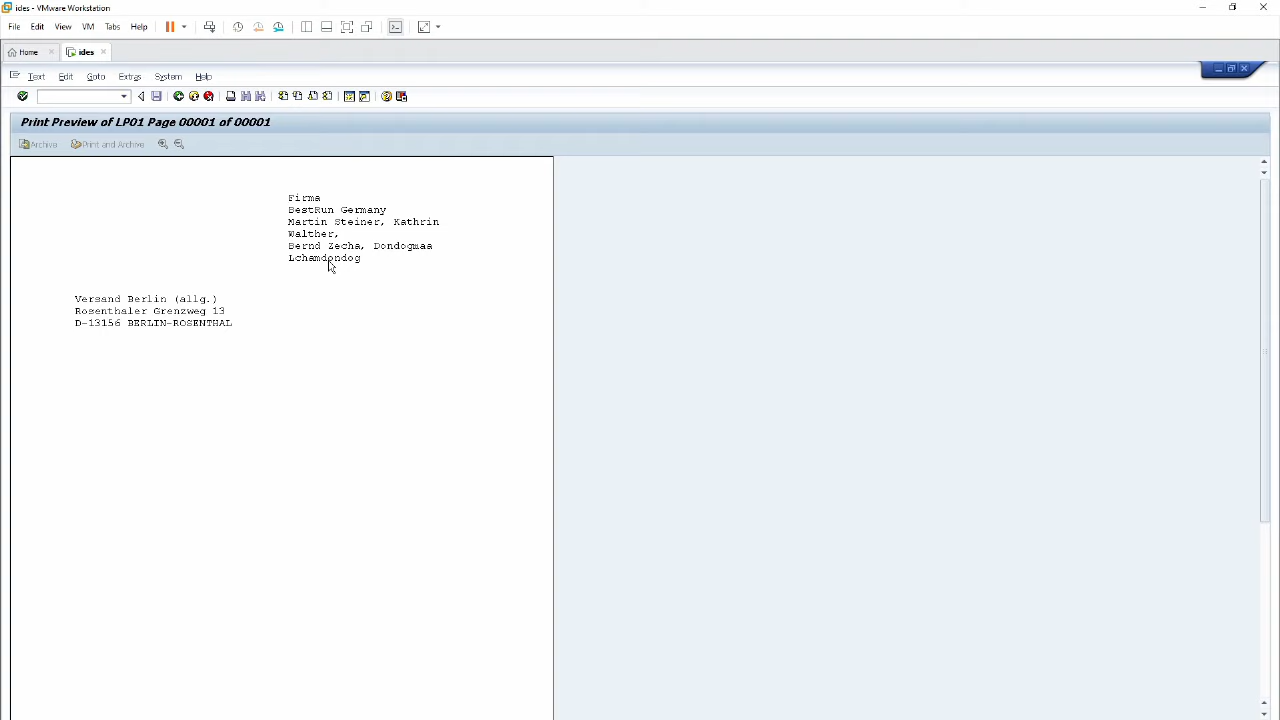 ides - VMware Workstation
File Edit View VM Tabs Help
Home ides
Text Edit Goto Extras System Help
Print Preview of LP01 Page 00001 of 00001
Archive Print and Archive
Firma
BestRun Germany
Martin Steiner, Kathrin
Walther,
Bernd Zecha, Dondogmaa
Lchamdondog
Versand Berlin (allg.)
Rosenthaler Grenzweg 13
D-13156 BERLIN-ROSENTHAL